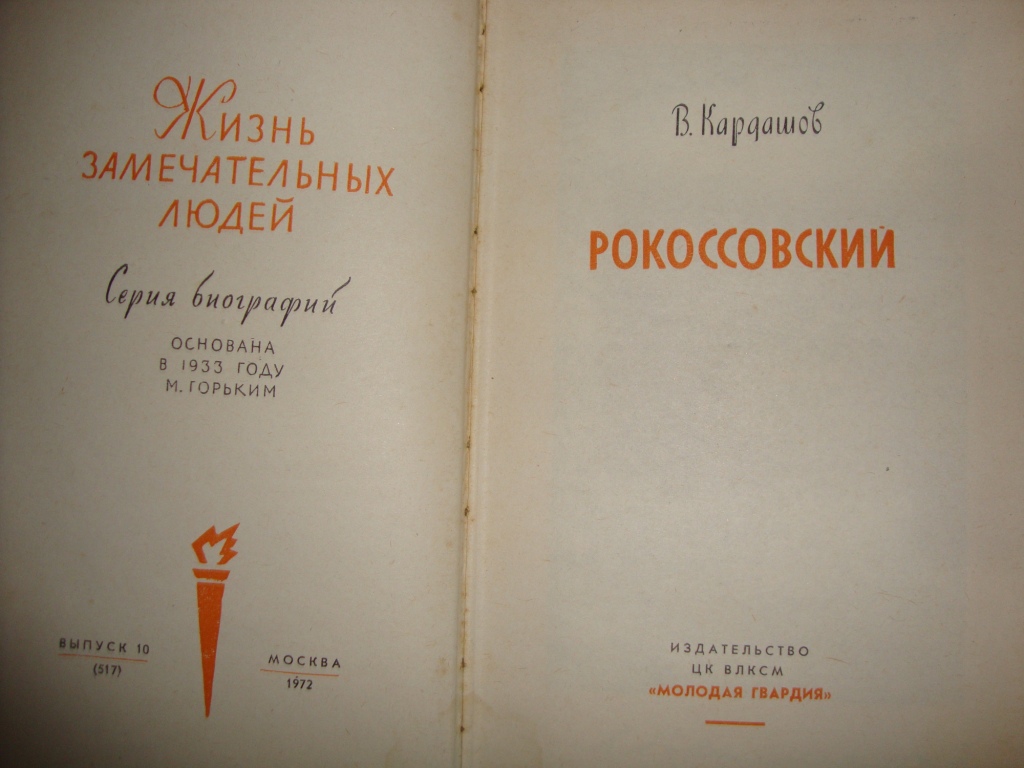 Жизнь
ЗАМЕЧАТЕЛЬНЫХ
ЛЮДЕЙ
Серия биографий
ОСНОВАНА
В 1933 ГОДУ
М. ГОРЬКИМ
ВЫПУСК 10
(517)
МОСКВА
1972
В. Кардашов
РОКОССОВСКИЙ
ИЗДАТЕЛЬСТВО
ЦК ВЛКСМ
«МОЛОДАЯ ГВАРДИЯ»